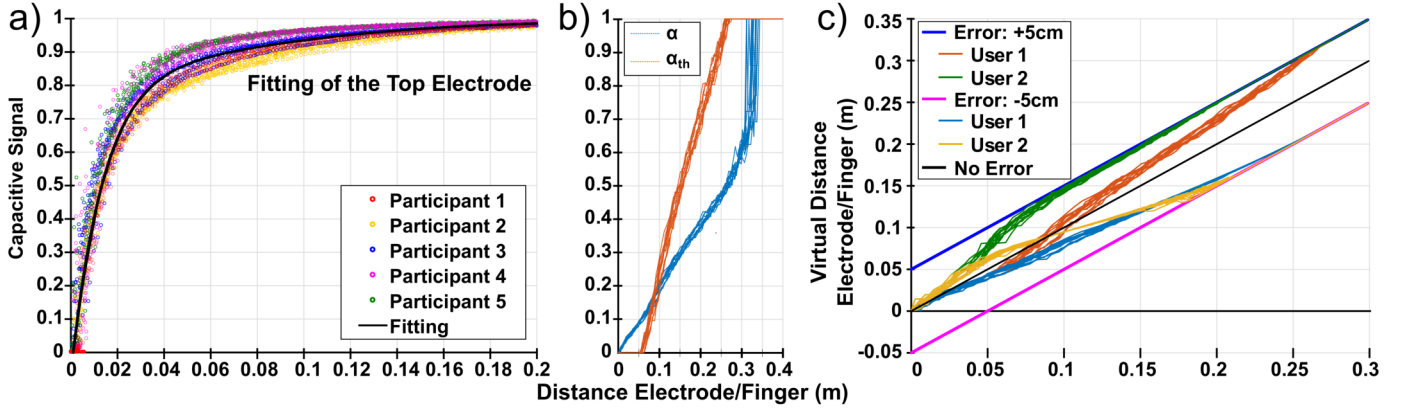 a)
Capacitive Signal
1
0.9
0.8
0.7
0.6
0.5
0.4
0.3
0.2
0.1
0
Fitting of the Top Electrode
Participant 1
Participant 2
Participant 3
Participant 4
Participant 5
Fitting
0
0.02
0.04
0.06
0.08
0.1
0.12
0.14
0.16
0.18
0.2
b)
α
αth
1
0.9
0.8
0.7
0.6
0.5
0.4
0.3
0.2
0.1
0
0
0.1
0.2
0.3
0.4
Distance Electrode/Finger (m)
c)
Virtual Distance
Electrode/Finger (m)
0.35
0.30
0.25
0.20
0.15
0.10
0.05
0
-0.05
Error: +5cm
User 1
User 2
Error: -5cm
User 1
User 2
No Error
0
0.05
0.1
0.15
0.2
0.25
0.3